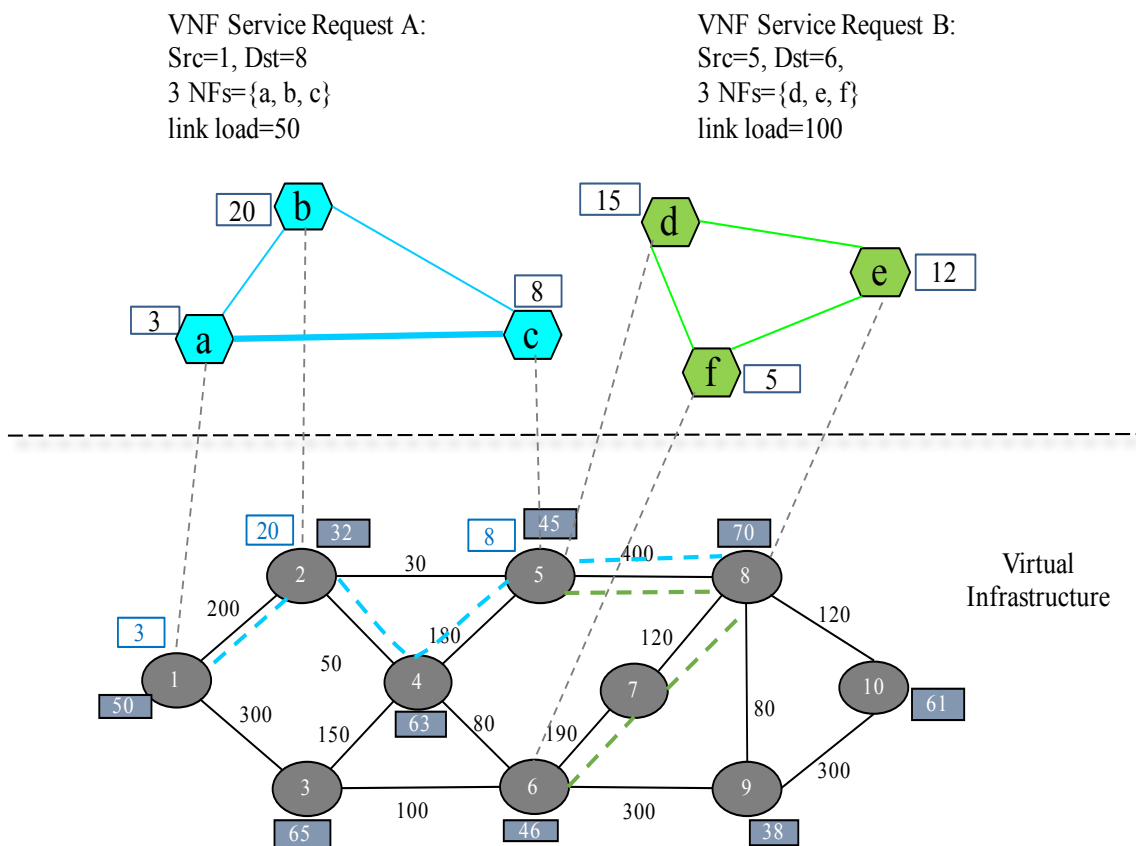 VNF Service Request A:
Src=1, Dst=8
3 NFs={a, b, c}
link load=50
VNF Service Request B:
Src=5, Dst=6,
3 NFs={d, e, f}
link load=100
b
20
8
3
a
c
15
d
e
12
f
5
20
32
8
45
70
2
30
5
400
8
Virtual
Infrastructure
200
120
3
180
120
50
1
4
7
10
50
63
61
300
150
80
190
80
300
3
6
9
100
300
65
46
38